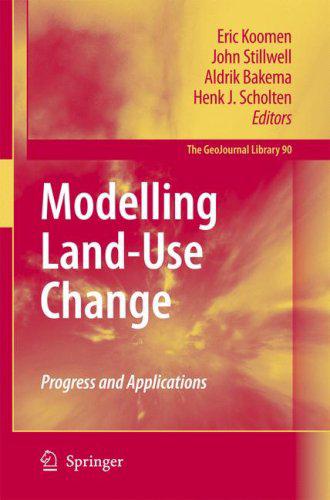 Eric Koomen
John Stillwell
Aldrik Bakema
Henk J. Scholten
Editors
The GeoJournal Library 90
Modelling
Land-Use
Change
Progress and Applications
Springer